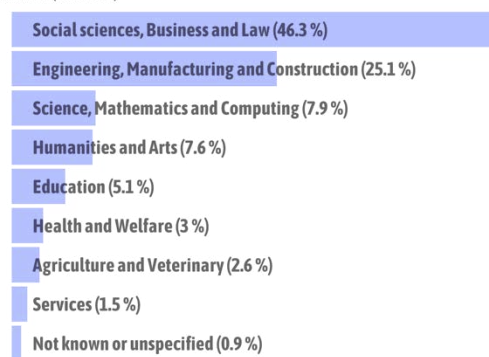 Social sciences, Business and Law (46.3 %)
Engineering, Manufacturing and Construction (25.1 %)
Science, Mathematics and Computing (7.9 %)
Humanities and Arts (7.6 %)
Education (5.1 %)
Health and Welfare (3 %)
Agriculture and Veterinary (2.6 %)
Services (1.5 %)
Not known or unspecified (0.9 %)